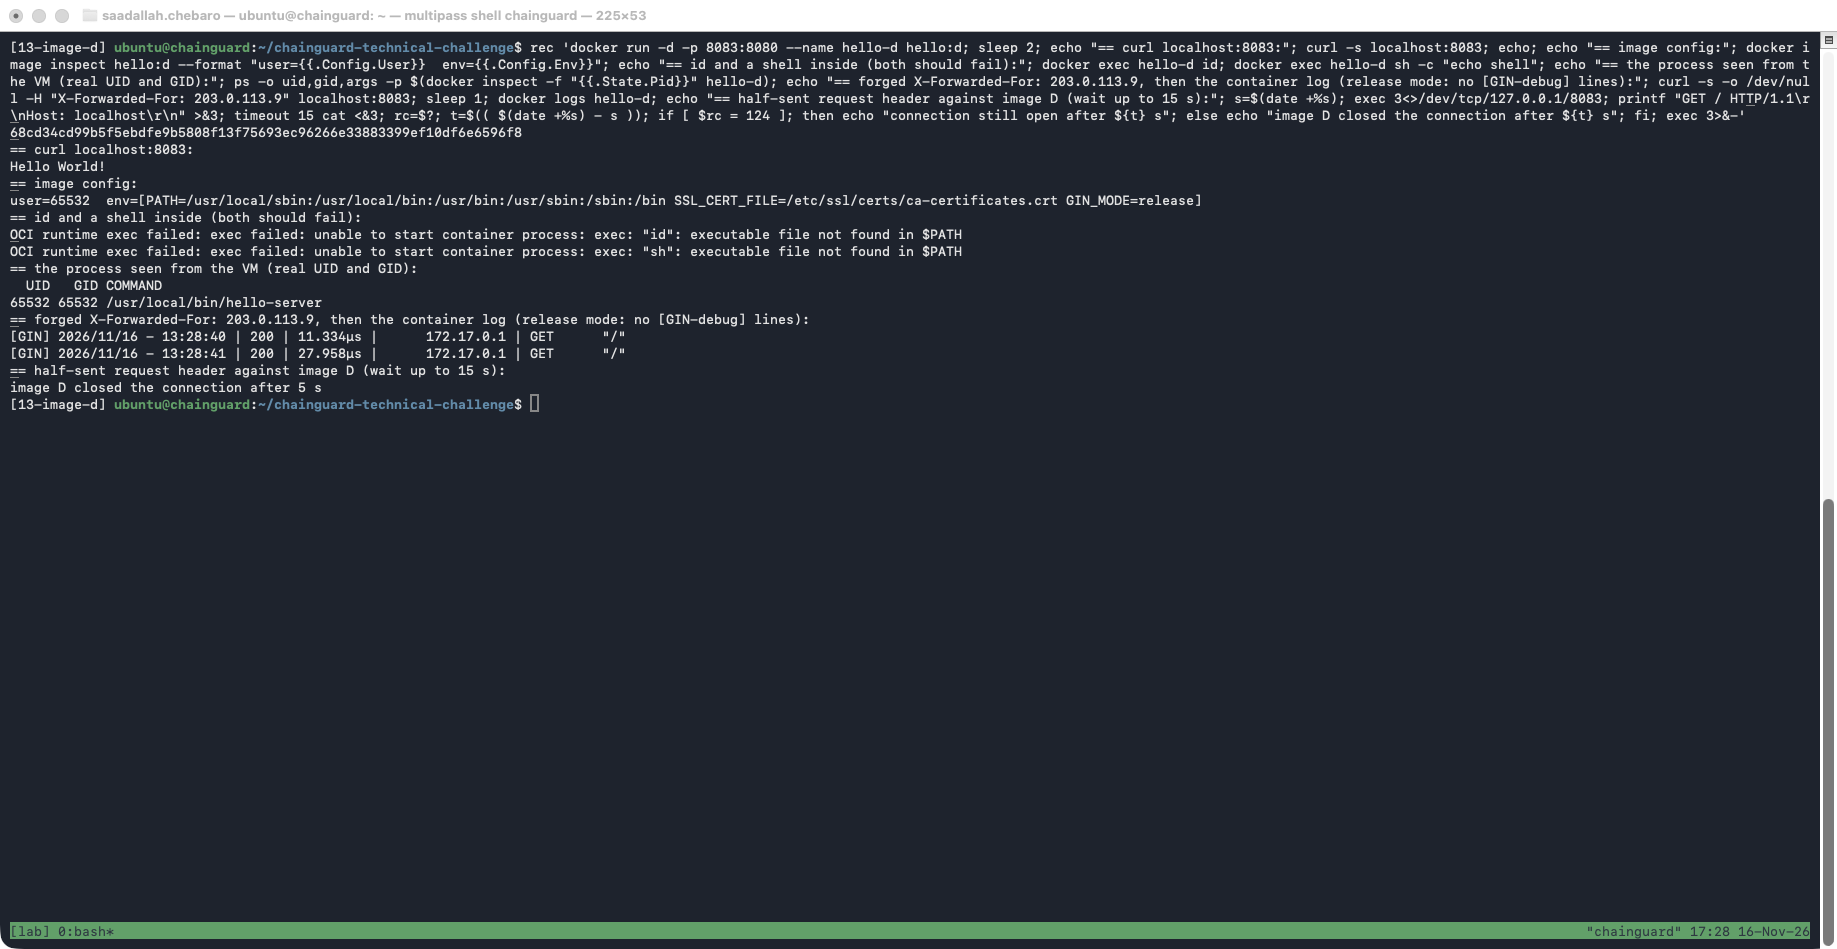 saadallah.chebaro — ubuntu@chainguard: ~ — multipass shell chainguard — 225×53
[13-image-d] ubuntu@chainguard:~/chainguard-technical-challenge$ rec 'docker run -d -p 8083:8080 --name hello-d hello:d; sleep 2; echo "== curl localhost:8083:"; curl -s localhost:8083; echo; echo "== image config:"; docker i
mage inspect hello:d --format "user={{.Config.User}}  env={{.Config.Env}}"; echo "== id and a shell inside (both should fail):"; docker exec hello-d id; docker exec hello-d sh -c "echo shell"; echo "== the process seen from t
he VM (real UID and GID):"; ps -o uid,gid,args -p $(docker inspect -f "{{.State.Pid}}" hello-d); echo "== forged X-Forwarded-For: 203.0.113.9, then the container log (release mode: no [GIN-debug] lines):"; curl -s -o /dev/nul
l -H "X-Forwarded-For: 203.0.113.9" localhost:8083; sleep 1; docker logs hello-d; echo "== half-sent request header against image D (wait up to 15 s):"; s=$(date +%s); exec 3<>/dev/tcp/127.0.0.1/8083; printf "GET / HTTP/1.1\r
\nHost: localhost\r\n" >&3; timeout 15 cat <&3; rc=$?; t=$(( $(date +%s) - s )); if [ $rc = 124 ]; then echo "connection still open after ${t} s"; else echo "image D closed the connection after ${t} s"; fi; exec 3>&-'
68cd34cd99b5f5ebdfe9b5808f13f75693ec96266e33883399ef10df6e6596f8
== curl localhost:8083:
Hello World!
== image config:
user=65532  env=[PATH=/usr/local/sbin:/usr/local/bin:/usr/bin:/usr/sbin:/sbin:/bin SSL_CERT_FILE=/etc/ssl/certs/ca-certificates.crt GIN_MODE=release]
== id and a shell inside (both should fail):
OCI runtime exec failed: exec failed: unable to start container process: exec: "id": executable file not found in $PATH
OCI runtime exec failed: exec failed: unable to start container process: exec: "sh": executable file not found in $PATH
== the process seen from the VM (real UID and GID):
  UID   GID COMMAND
65532 65532 /usr/local/bin/hello-server
== forged X-Forwarded-For: 203.0.113.9, then the container log (release mode: no [GIN-debug] lines):
[GIN] 2026/11/16 - 13:28:40 | 200 | 11.334µs |      172.17.0.1 | GET      "/"
[GIN] 2026/11/16 - 13:28:41 | 200 | 27.958µs |      172.17.0.1 | GET      "/"
== half-sent request header against image D (wait up to 15 s):
image D closed the connection after 5 s
[13-image-d] ubuntu@chainguard:~/chainguard-technical-challenge$
[lab] 0:bash* "chainguard" 17:28 16-Nov-26